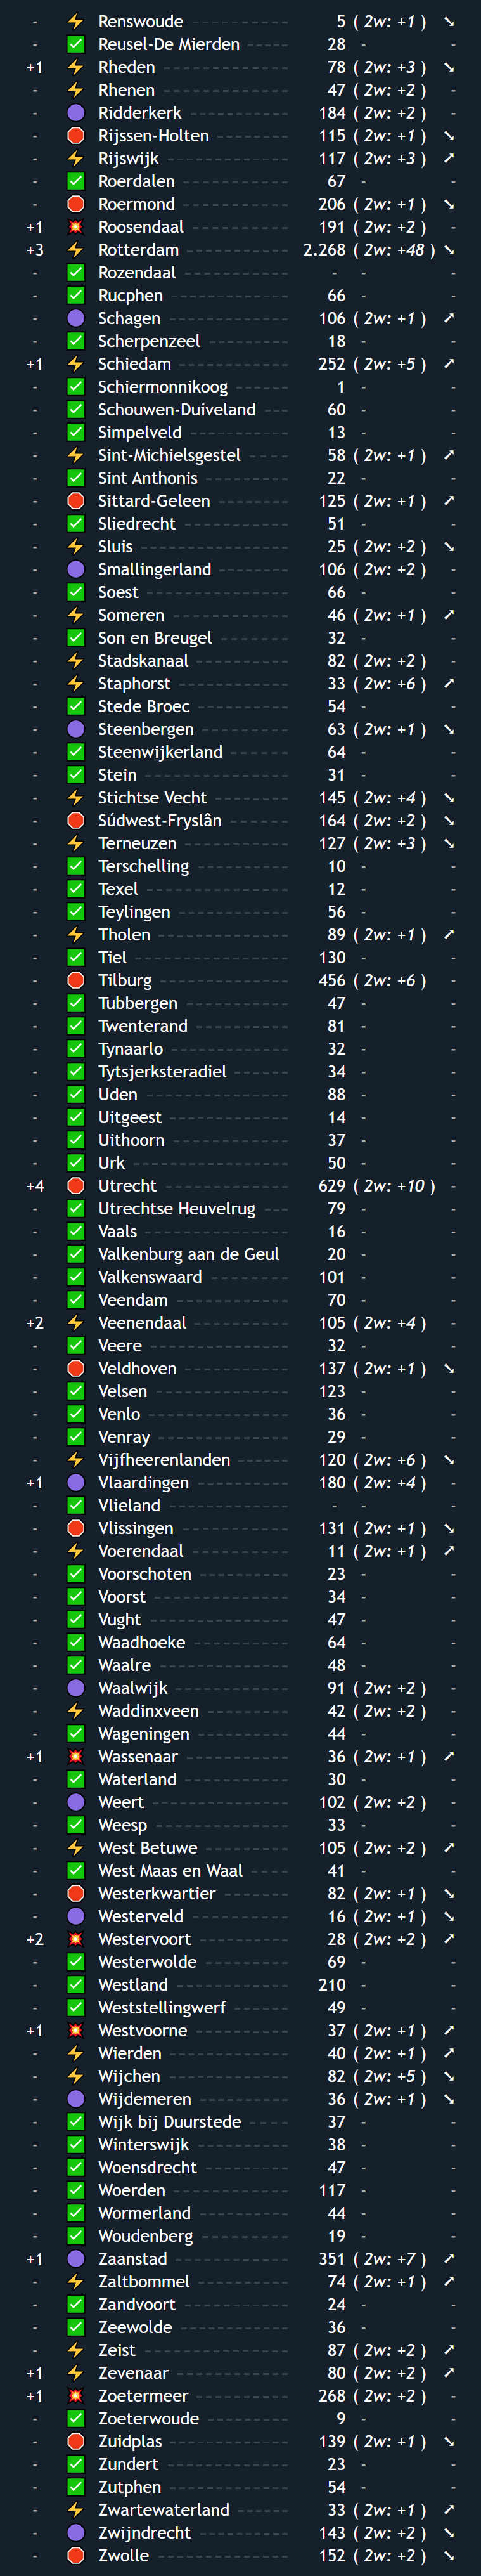 - ⚡ Renswoude 5 ( 2w: +1 ) ➘
- ✅ Reusel-De Mierden 28 - -
+1 ⚡ Rheden 78 ( 2w: +3 ) ➘
- ⚡ Rhenen 47 ( 2w: +2 ) -
- 🟣 Ridderkerk 184 ( 2w: +2 ) -
- 🛑 Rijssen-Holten 115 ( 2w: +1 ) ➘
- ⚡ Rijswijk 117 ( 2w: +3 ) ➚
- ✅ Roerdalen 67 - -
- 🛑 Roermond 206 ( 2w: +1 ) ➘
+1 💥 Roosendaal 191 ( 2w: +2 ) -
+3 ⚡ Rotterdam 2.268 ( 2w: +48 ) ➘
- ✅ Rozendaal - - -
- ✅ Rucphen 66 - -
- 🟣 Schagen 106 ( 2w: +1 ) ➚
- ✅ Scherpenzeel 18 - -
+1 ⚡ Schiedam 252 ( 2w: +5 ) ➚
- ✅ Schiermonnikoog 1 - -
- ✅ Schouwen-Duiveland 60 - -
- ✅ Simpelveld 13 - -
- ⚡ Sint-Michielsgestel 58 ( 2w: +1 ) ➚
- ✅ Sint Anthonis 22 - -
- 🛑 Sittard-Geleen 125 ( 2w: +1 ) ➚
- ✅ Sliedrecht 51 - -
- ⚡ Sluis 25 ( 2w: +2 ) ➘
- 🟣 Smallingerland 106 ( 2w: +2 ) -
- ✅ Soest 66 - -
- ⚡ Someren 46 ( 2w: +1 ) ➚
- ✅ Son en Breugel 32 - -
- ⚡ Stadskanaal 82 ( 2w: +2 ) -
- ⚡ Staphorst 33 ( 2w: +6 ) ➚
- ✅ Stede Broec 54 - -
- 🟣 Steenbergen 63 ( 2w: +1 ) ➘
- ✅ Steenwijkerland 64 - -
- ✅ Stein 31 - -
- ⚡ Stichtse Vecht 145 ( 2w: +4 ) ➘
- 🛑 Súdwest-Fryslân 164 ( 2w: +2 ) ➘
- ⚡ Terneuzen 127 ( 2w: +3 ) ➘
- ✅ Terschelling 10 - -
- ✅ Texel 12 - -
- ✅ Teylingen 56 - -
- ⚡ Tholen 89 ( 2w: +1 ) ➚
- ✅ Tiel 130 - -
- 🛑 Tilburg 456 ( 2w: +6 ) -
- ✅ Tubbergen 47 - -
- ✅ Twenterand 81 - -
- ✅ Tynaarlo 32 - -
- ✅ Tytsjerksteradiel 34 - -
- ✅ Uden 88 - -
- ✅ Uitgeest 14 - -
- ✅ Uithoorn 37 - -
- ✅ Urk 50 - -
+4 🛑 Utrecht 629 ( 2w: +10 ) -
- ✅ Utrechtse Heuvelrug 79 - -
- ✅ Vaals 16 - -
- ✅ Valkenburg aan de Geul 20 - -
- ✅ Valkenswaard 101 - -
- ✅ Veendam 70 - -
+2 ⚡ Veenendaal 105 ( 2w: +4 ) -
- ✅ Veere 32 - -
- 🛑 Veldhoven 137 ( 2w: +1 ) ➘
- ✅ Velsen 123 - -
- ✅ Venlo 36 - -
- ✅ Venray 29 - -
- ⚡ Vijfheerenlanden 120 ( 2w: +6 ) ➘
+1 🟣 Vlaardingen 180 ( 2w: +4 ) -
- ✅ Vlieland - - -
- 🛑 Vlissingen 131 ( 2w: +1 ) ➘
- ⚡ Voerendaal 11 ( 2w: +1 ) ➚
- ✅ Voorschoten 23 - -
- ✅ Voorst 34 - -
- ✅ Vught 47 - -
- ✅ Waadhoeke 64 - -
- ✅ Waalre 48 - -
- 🟣 Waalwijk 91 ( 2w: +2 ) -
- ⚡ Waddinxveen 42 ( 2w: +2 ) -
- ✅ Wageningen 44 - -
+1 💥 Wassenaar 36 ( 2w: +1 ) ➚
- ✅ Waterland 30 - -
- 🟣 Weert 102 ( 2w: +2 ) -
- ✅ Weesp 33 - -
- ⚡ West Betuwe 105 ( 2w: +2 ) ➚
- ✅ West Maas en Waal 41 - -
- 🛑 Westerkwartier 82 ( 2w: +1 ) ➘
- 🟣 Westerveld 16 ( 2w: +1 ) ➘
+2 💥 Westervoort 28 ( 2w: +2 ) ➚
- ✅ Westerwolde 69 - -
- ✅ Westland 210 - -
- ✅ Weststellingwerf 49 - -
+1 💥 Westvoorne 37 ( 2w: +1 ) ➚
- ⚡ Wierden 40 ( 2w: +1 ) ➚
- ⚡ Wijchen 82 ( 2w: +5 ) ➘
- 🟣 Wijdemeren 36 ( 2w: +1 ) ➘
- ✅ Wijk bij Duurstede 37 - -
- ✅ Winterswijk 38 - -
- ✅ Woensdrecht 47 - -
- ✅ Woerden 117 - -
- ✅ Wormerland 44 - -
- ✅ Woudenberg 19 - -
+1 🟣 Zaanstad 351 ( 2w: +7 ) ➚
- ⚡ Zaltbommel 74 ( 2w: +1 ) ➚
- ✅ Zandvoort 24 - -
- ✅ Zeewolde 36 - -
- ⚡ Zeist 87 ( 2w: +2 ) ➚
+1 ⚡ Zevenaar 80 ( 2w: +2 ) ➚
+1 💥 Zoetermeer 268 ( 2w: +2 ) -
- ✅ Zoeterwoude 9 - -
- 🛑 Zuidplas 139 ( 2w: +1 ) ➘
- ✅ Zundert 23 - -
- ✅ Zutphen 54 - -
- ⚡ Zwartewaterland 33 ( 2w: +1 ) ➚
- 🟣 Zwijndrecht 143 ( 2w: +2 ) ➘
- 🛑 Zwolle 152 ( 2w: +2 ) ➘